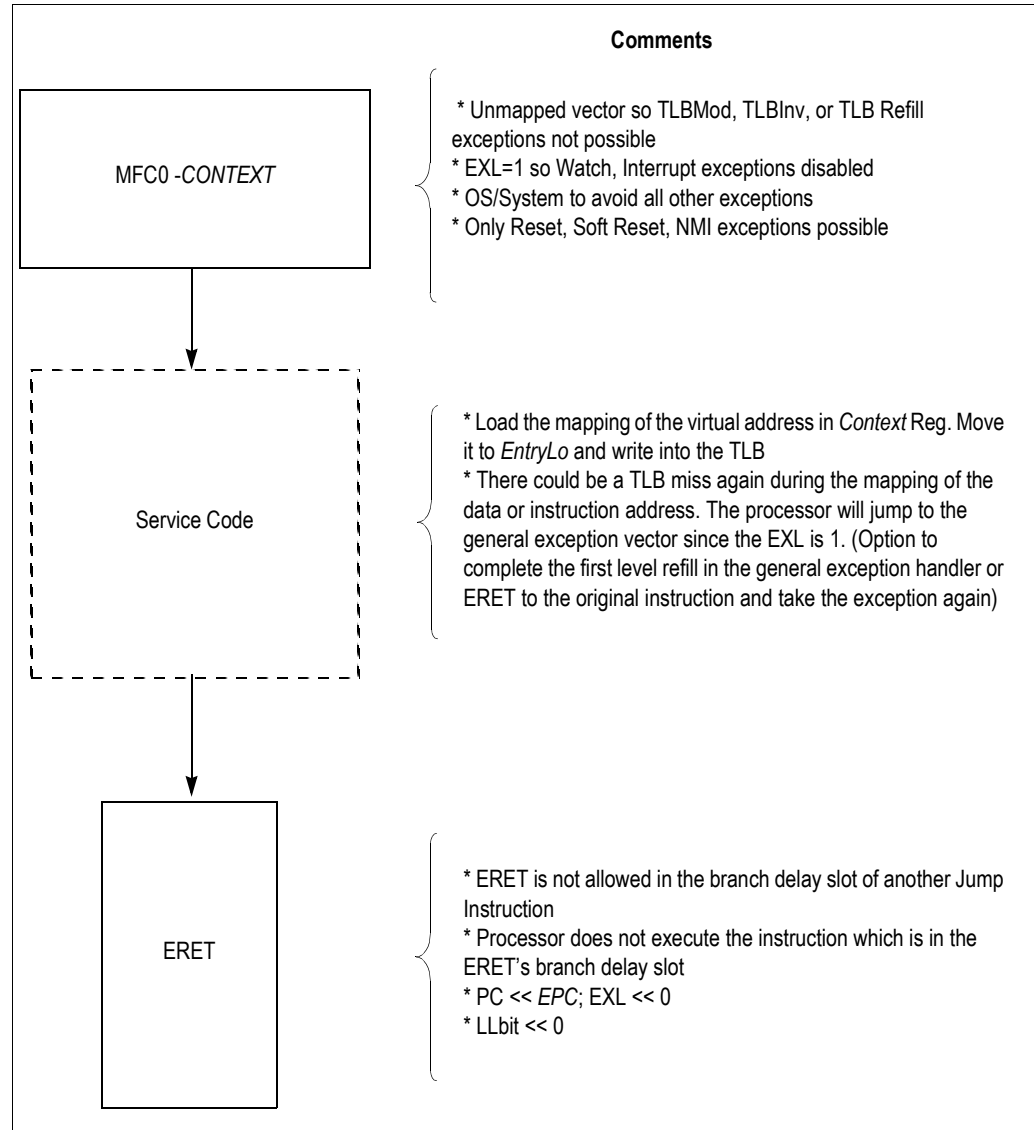 Comments
MFC0 -CONTEXT
* Unmapped vector so TLBMod, TLBInv, or TLB Refill
exceptions not possible
* EXL=1 so Watch, Interrupt exceptions disabled
* OS/System to avoid all other exceptions
* Only Reset, Soft Reset, NMI exceptions possible
Service Code
* Load the mapping of the virtual address in Context Reg. Move
it to EntryLo and write into the TLB
* There could be a TLB miss again during the mapping of the
data or instruction address. The processor will jump to the
general exception vector since the EXL is 1. (Option to
complete the first level refill in the general exception handler or
ERET to the original instruction and take the exception again)
ERET
* ERET is not allowed in the branch delay slot of another Jump
Instruction
* Processor does not execute the instruction which is in the
ERET's branch delay slot
* PC << EPC; EXL << 0
* LLbit << 0